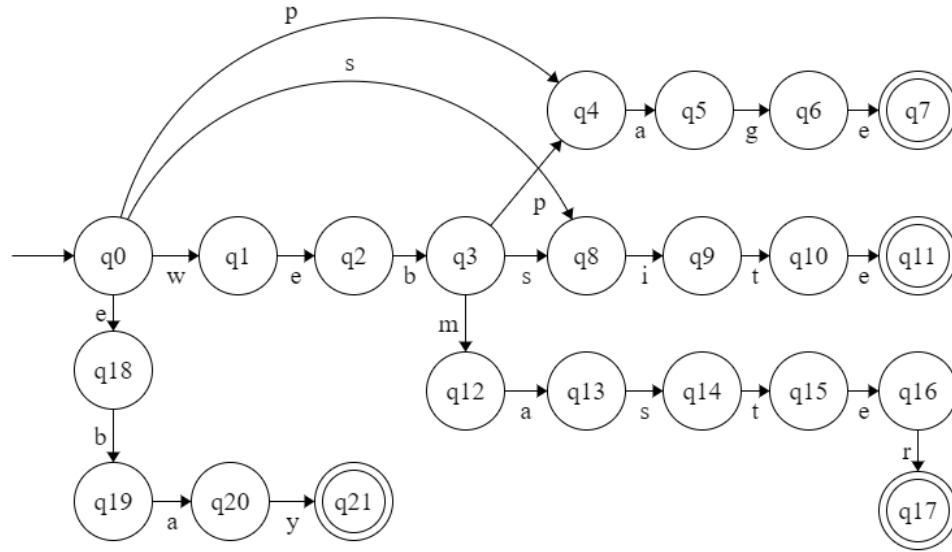 p
s
q4 a q5 g q6 e q7
p
q0 w q1 e q2 b q3 s q8 i q9 t q10 e q11
e m
q18
q12 a q13 s q14 t q15 e q16
b r
q19 a q20 y q21 q17